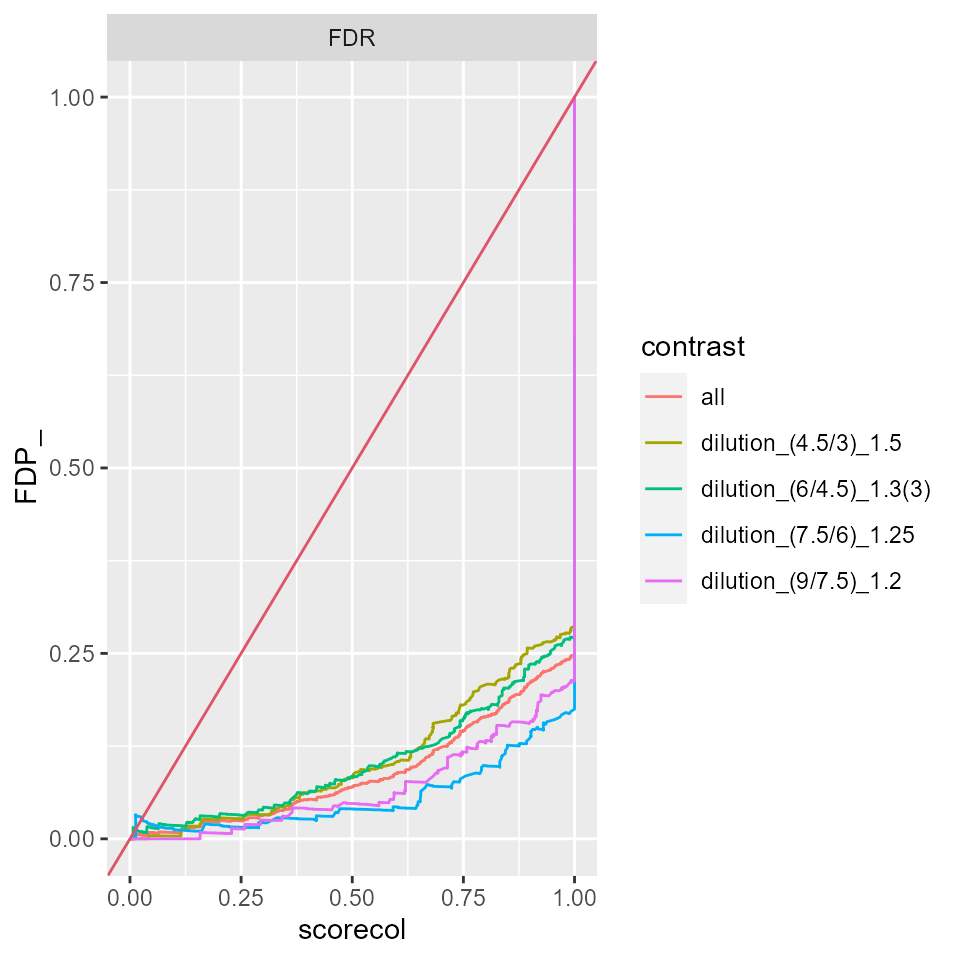 FDR
1.00
0.75
0.50
0.25
0.00
FDP_
0.00 0.25 0.50 0.75 1.00
scorecol
contrast
all
dilution_(4.5/3)_1.5
dilution_(6/4.5)_1.3(3)
dilution_(7.5/6)_1.25
dilution_(9/7.5)_1.2